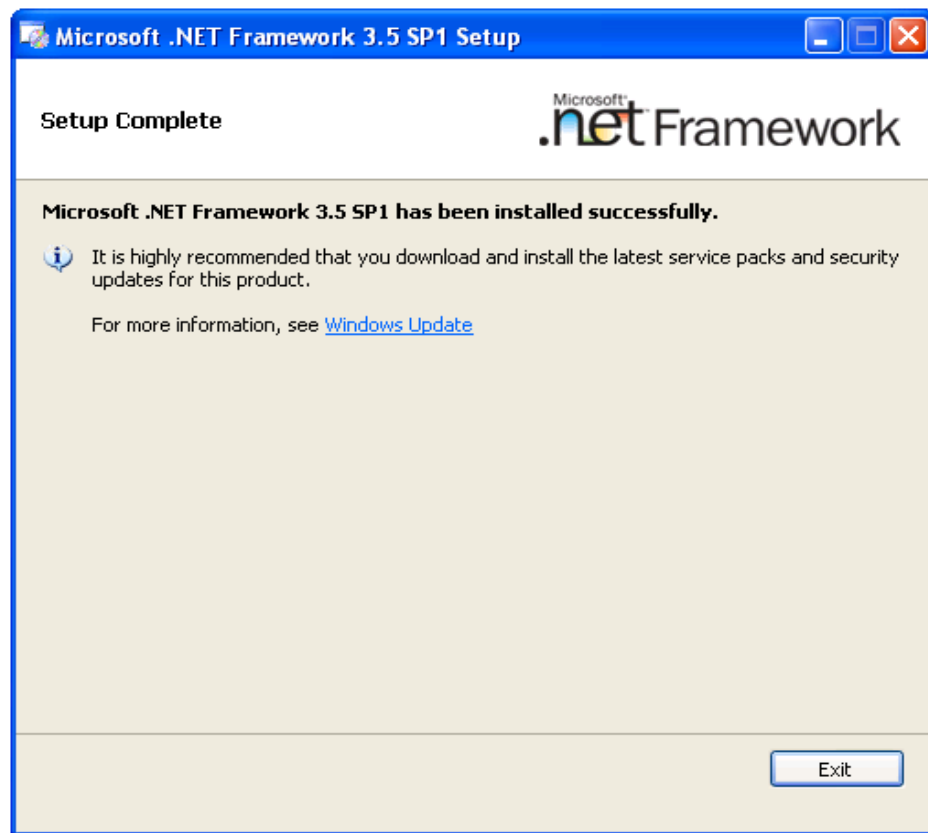 Microsoft .NET Framework 3.5 SP1 Setup
Setup Complete
Microsoft
.net Framework
Microsoft .NET Framework 3.5 SP1 has been installed successfully.
It is highly recommended that you download and install the latest service packs and security
updates for this product.
For more information, see Windows Update
Exit